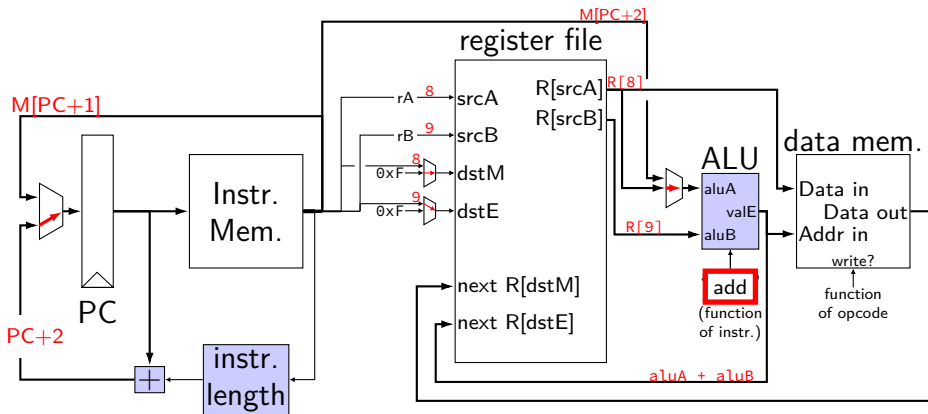 M[PC+2]
register file
M[PC+1]
rA 8 srcA
R[srcA] R[8]
R[srcB]
rB 9 srcB
8
0xF
dstM
9
0xF
dstE
Instr.
Mem.
PC
ALU
aluA
valE
aluB
R[9]
data mem.
Data in
Data out
Addr in
write?
function
of opcode
add
(function
of instr.)
next R[dstM]
next R[dstE]
PC+2
+
instr.
length
aluA + aluB